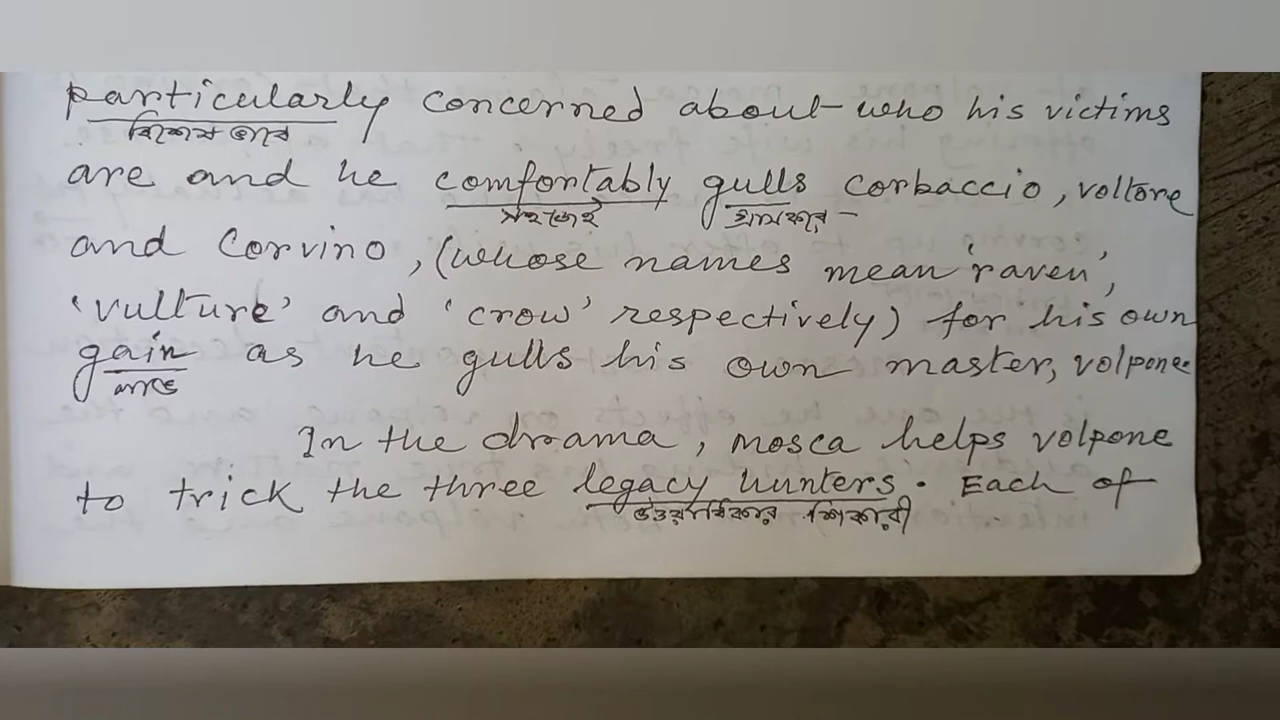 particularly concerned about who his victims
বিশেষ ভাবে
are and he comfortably gulls corbaccio, voltore
সহজেই
and corvino, (whose names mean 'raven',
'vulture' and 'crow' respectively) for his own
gain as he gulls his own master, volpone.
লাভ
In the drama, mosca helps volpone
to trick the three legacy hunters. Each of
উত্তরাধিকার শিকারী